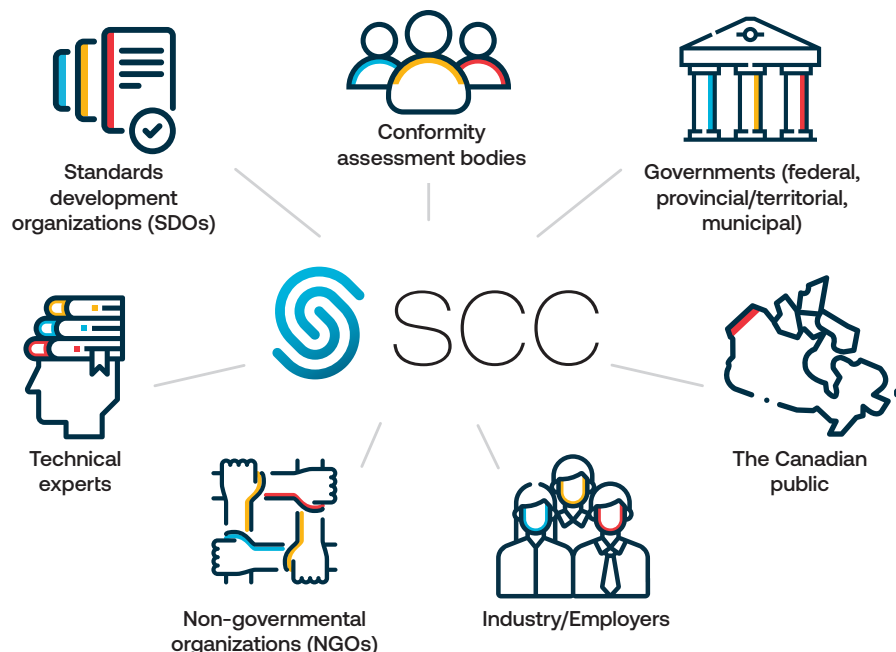 Conformity
assessment bodies
Standards
development
organizations (SDOs)
Governments (federal,
provincial/territorial,
municipal)
SCC
Technical
experts
The Canadian
public
Non-governmental
organizations (NGOs)
Industry/Employers